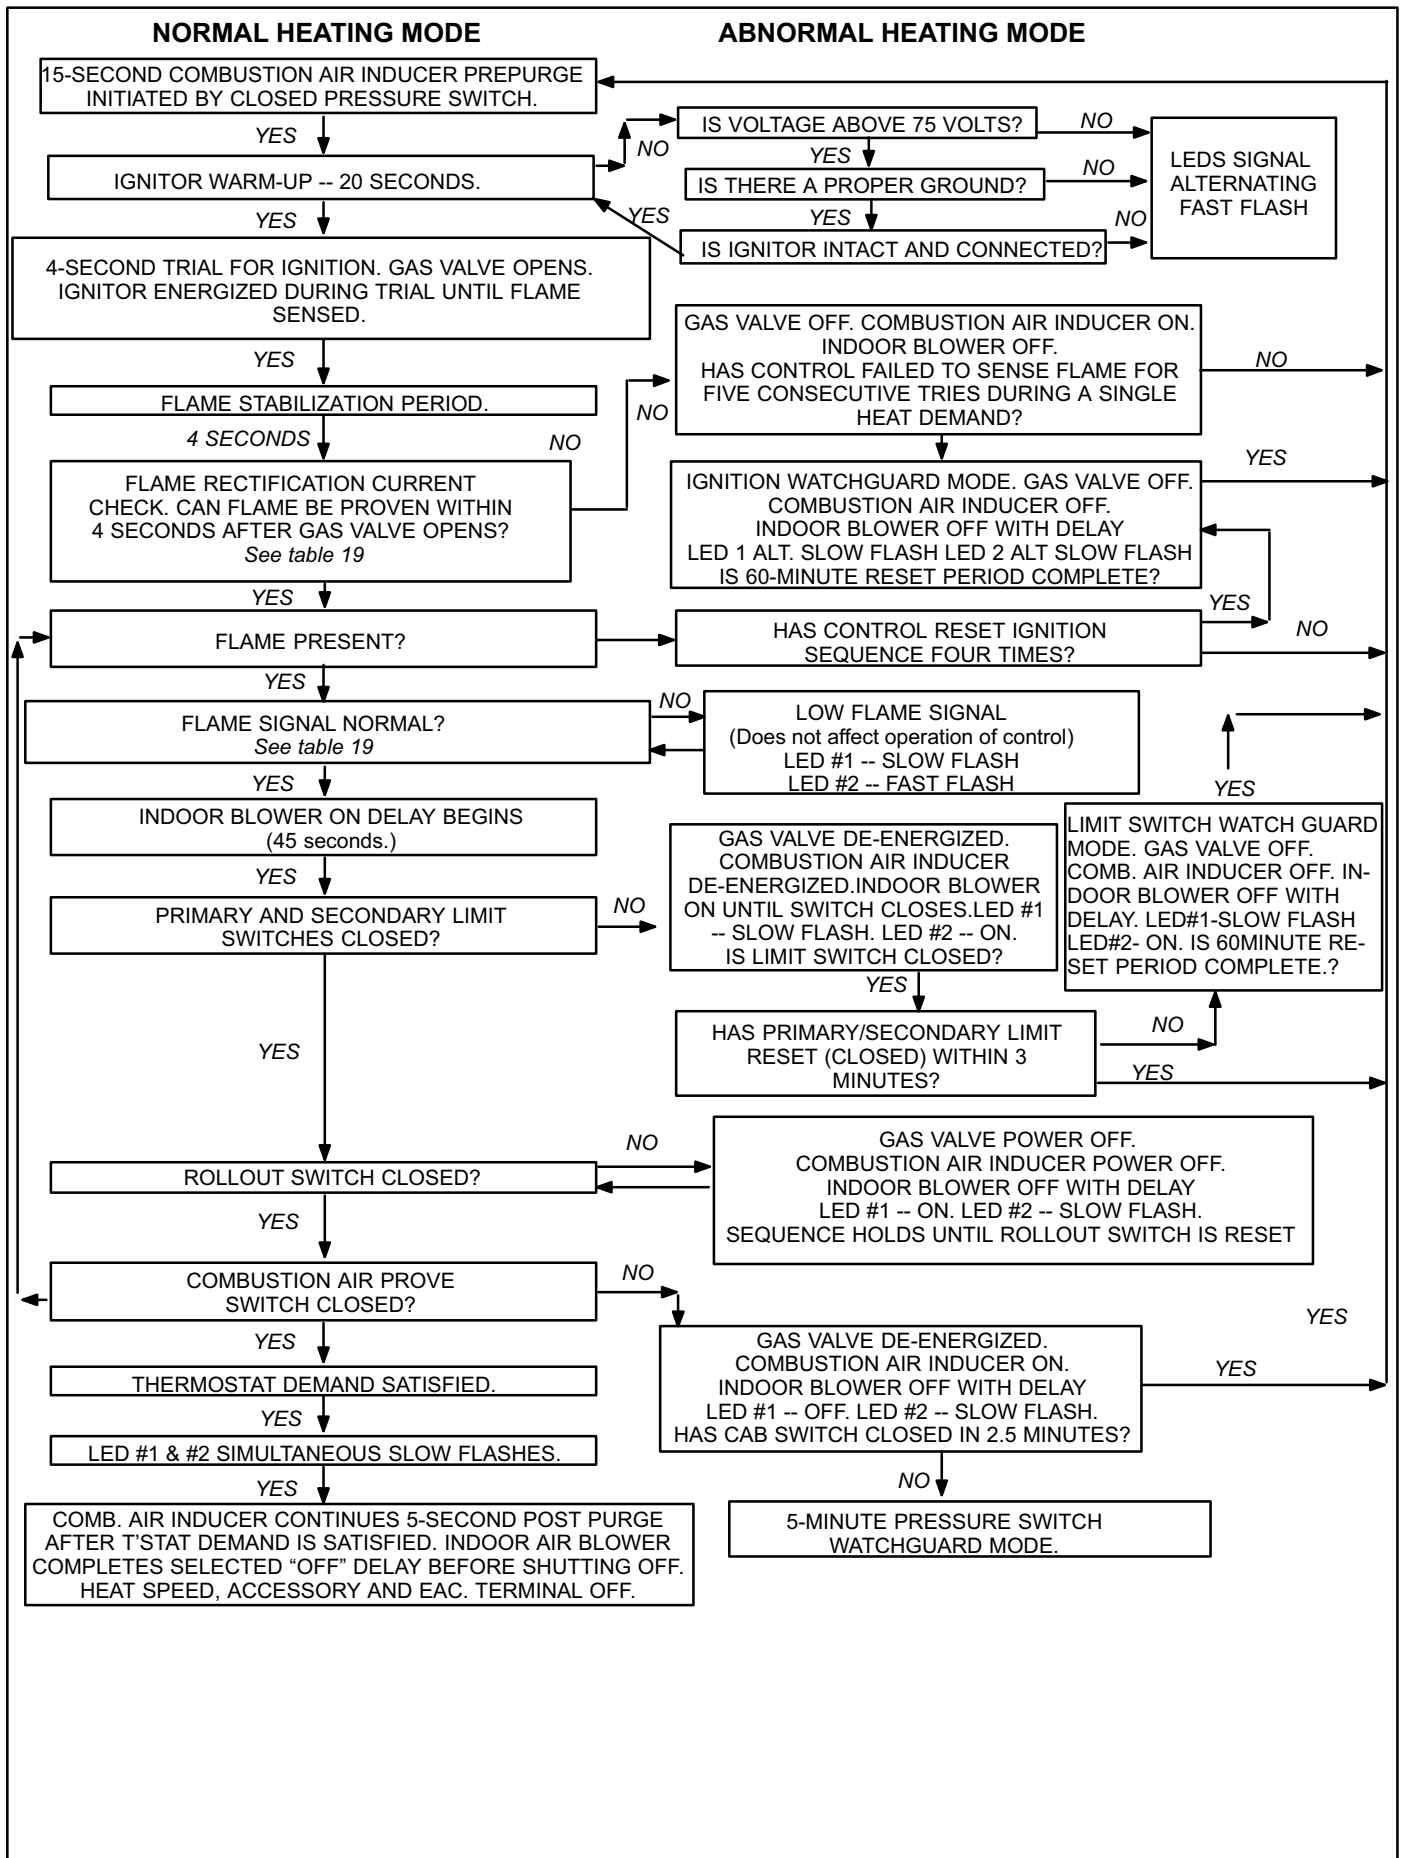 NORMAL HEATING MODE
ABNORMAL HEATING MODE
15-SECOND COMBUSTION AIR INDUCER PREPURGE
INITIATED BY CLOSED PRESSURE SWITCH.
YES
IGNITOR WARM-UP -- 20 SECONDS.
NO
IS VOLTAGE ABOVE 75 VOLTS?
NO
YES
IS THERE A PROPER GROUND?
NO
YES
IS IGNITOR INTACT AND CONNECTED?
NO
YES
LEDS SIGNAL
ALTERNATING
FAST FLASH
YES
4-SECOND TRIAL FOR IGNITION. GAS VALVE OPENS.
IGNITOR ENERGIZED DURING TRIAL UNTIL FLAME
SENSED.
YES
FLAME STABILIZATION PERIOD.
4 SECONDS
NO
NO
FLAME RECTIFICATION CURRENT
CHECK. CAN FLAME BE PROVEN WITHIN
4 SECONDS AFTER GAS VALVE OPENS?
See table 19
GAS VALVE OFF. COMBUSTION AIR INDUCER ON.
INDOOR BLOWER OFF.
HAS CONTROL FAILED TO SENSE FLAME FOR
FIVE CONSECUTIVE TRIES DURING A SINGLE
HEAT DEMAND?
NO
IGNITION WATCHGUARD MODE. GAS VALVE OFF.
COMBUSTION AIR INDUCER OFF.
INDOOR BLOWER OFF WITH DELAY
LED 1 ALT. SLOW FLASH LED 2 ALT SLOW FLASH
IS 60-MINUTE RESET PERIOD COMPLETE?
YES
YES
FLAME PRESENT?
HAS CONTROL RESET IGNITION
SEQUENCE FOUR TIMES?
YES
NO
YES
FLAME SIGNAL NORMAL?
See table 19
NO
LOW FLAME SIGNAL
(Does not affect operation of control)
LED #1 -- SLOW FLASH
LED #2 -- FAST FLASH
YES
INDOOR BLOWER ON DELAY BEGINS
(45 seconds.)
YES
PRIMARY AND SECONDARY LIMIT
SWITCHES CLOSED?
NO
GAS VALVE DE-ENERGIZED.
COMBUSTION AIR INDUCER
DE-ENERGIZED.INDOOR BLOWER
ON UNTIL SWITCH CLOSES.LED #1
-- SLOW FLASH. LED #2 -- ON.
IS LIMIT SWITCH CLOSED?
YES
YES
LIMIT SWITCH WATCH GUARD
MODE. GAS VALVE OFF.
COMB. AIR INDUCER OFF. IN-
DOOR BLOWER OFF WITH
DELAY. LED#1-SLOW FLASH
LED#2- ON. IS 60MINUTE RE-
SET PERIOD COMPLETE.?
HAS PRIMARY/SECONDARY LIMIT
RESET (CLOSED) WITHIN 3
MINUTES?
NO
YES
YES
ROLLOUT SWITCH CLOSED?
NO
GAS VALVE POWER OFF.
COMBUSTION AIR INDUCER POWER OFF.
INDOOR BLOWER OFF WITH DELAY
LED #1 -- ON. LED #2 -- SLOW FLASH.
SEQUENCE HOLDS UNTIL ROLLOUT SWITCH IS RESET
YES
COMBUSTION AIR PROVE
SWITCH CLOSED?
NO
YES
GAS VALVE DE-ENERGIZED.
COMBUSTION AIR INDUCER ON.
INDOOR BLOWER OFF WITH DELAY
LED #1 -- OFF. LED #2 -- SLOW FLASH.
HAS CAB SWITCH CLOSED IN 2.5 MINUTES?
YES
YES
THERMOSTAT DEMAND SATISFIED.
YES
LED #1 & #2 SIMULTANEOUS SLOW FLASHES.
YES
NO
COMB. AIR INDUCER CONTINUES 5-SECOND POST PURGE
AFTER T'STAT DEMAND IS SATISFIED. INDOOR AIR BLOWER
COMPLETES SELECTED “OFF” DELAY BEFORE SHUTTING OFF.
HEAT SPEED, ACCESSORY AND EAC. TERMINAL OFF.
5-MINUTE PRESSURE SWITCH
WATCHGUARD MODE.